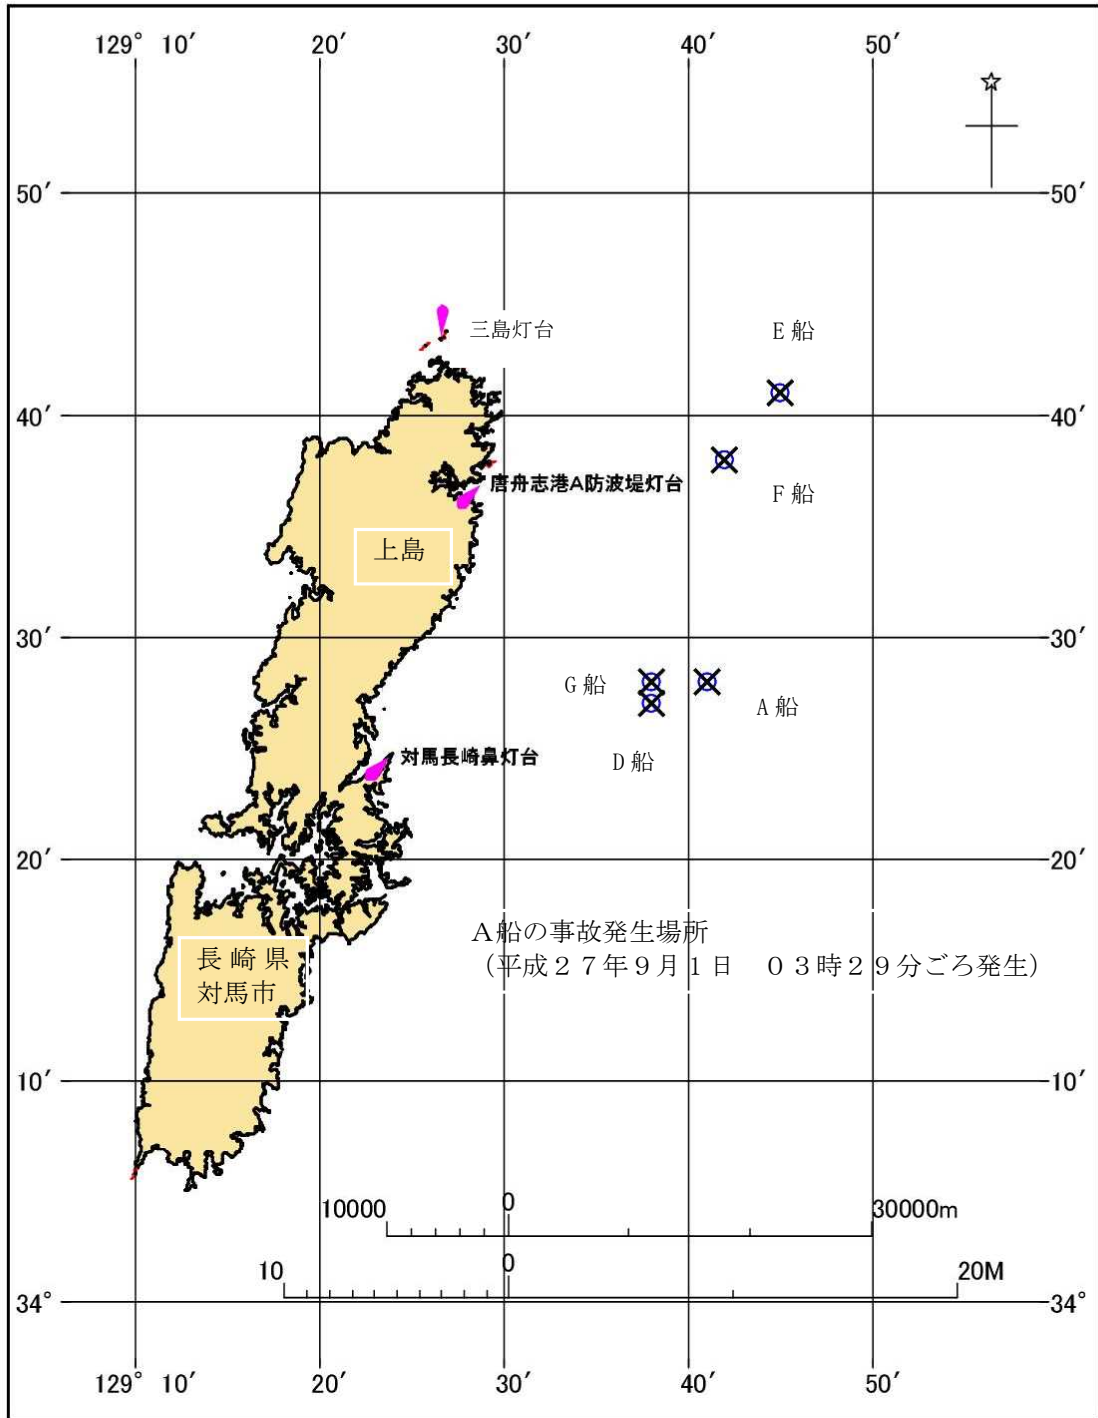 129° 10′ 20′ 30′ 40′ 50′
50′ 50′
三島灯台
E船
40′ 40′
F船
唐舟志港A防波堤灯台
上島
30′ 30′
G船
A船
対馬長崎鼻灯台
D船
20′ 20′
A船の事故発生場所
(平成27年9月1日 03時29分ごろ発生)
長崎県
対馬市
10′ 10′
10000 0 30000m
10 0 20M
34° 34°
129° 10′ 20′ 30′ 40′ 50′